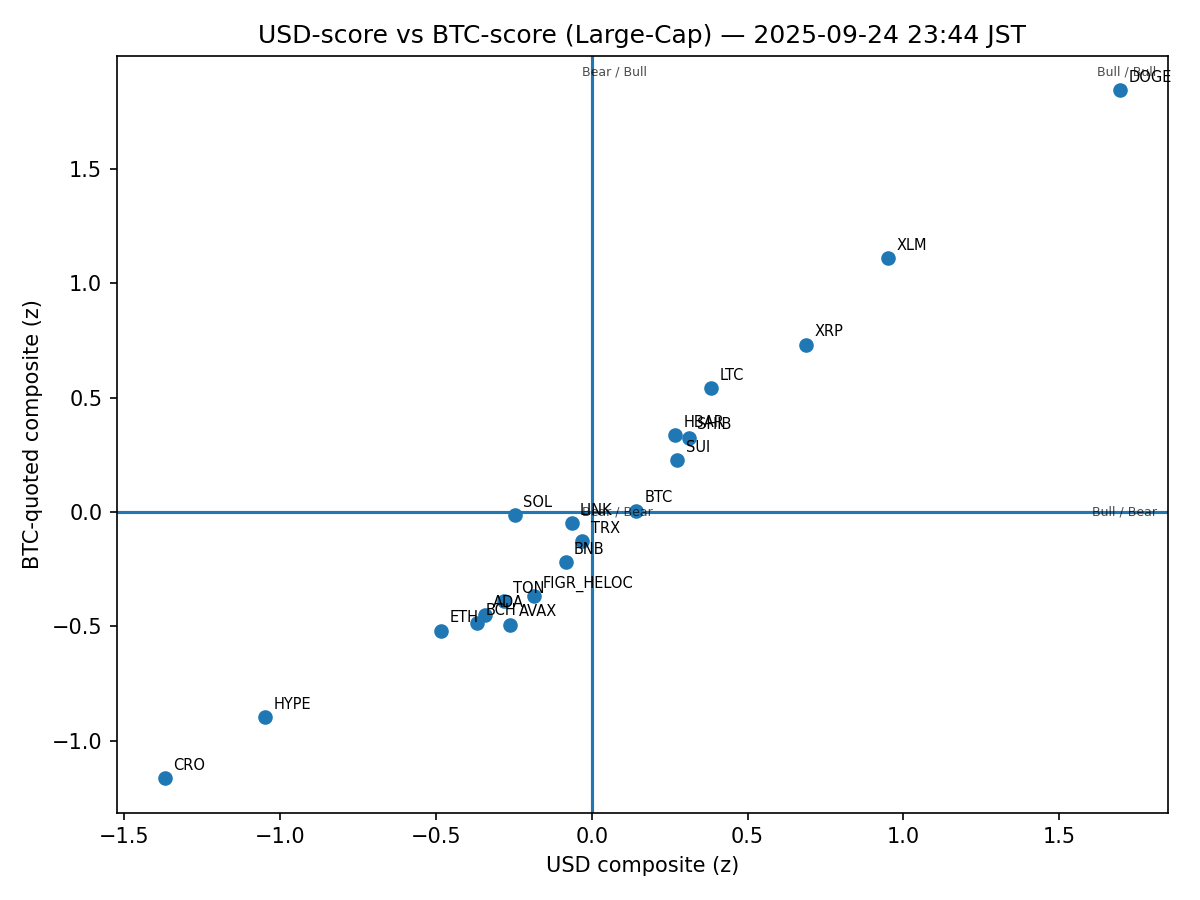 USD-score vs BTC-score (Large-Cap) — 2025-09-24 23:44 JST
Bear / Bull
Bull / Bull
DOGE
1.5
XLM
1.0
XRP
LTC
0.5
HBAR
SHIB
SUI
BTC
SOL
0.0
LINK
Bear / Bear
Bull / Bear
TRX
BNB
FIGR_HELOC
TON
ADA
BCH
AVAX
ETH
−0.5
HYPE
−1.0
CRO
−1.5
−1.0
−0.5
0.0
0.5
1.0
1.5
USD composite (z)
BTC-quoted composite (z)